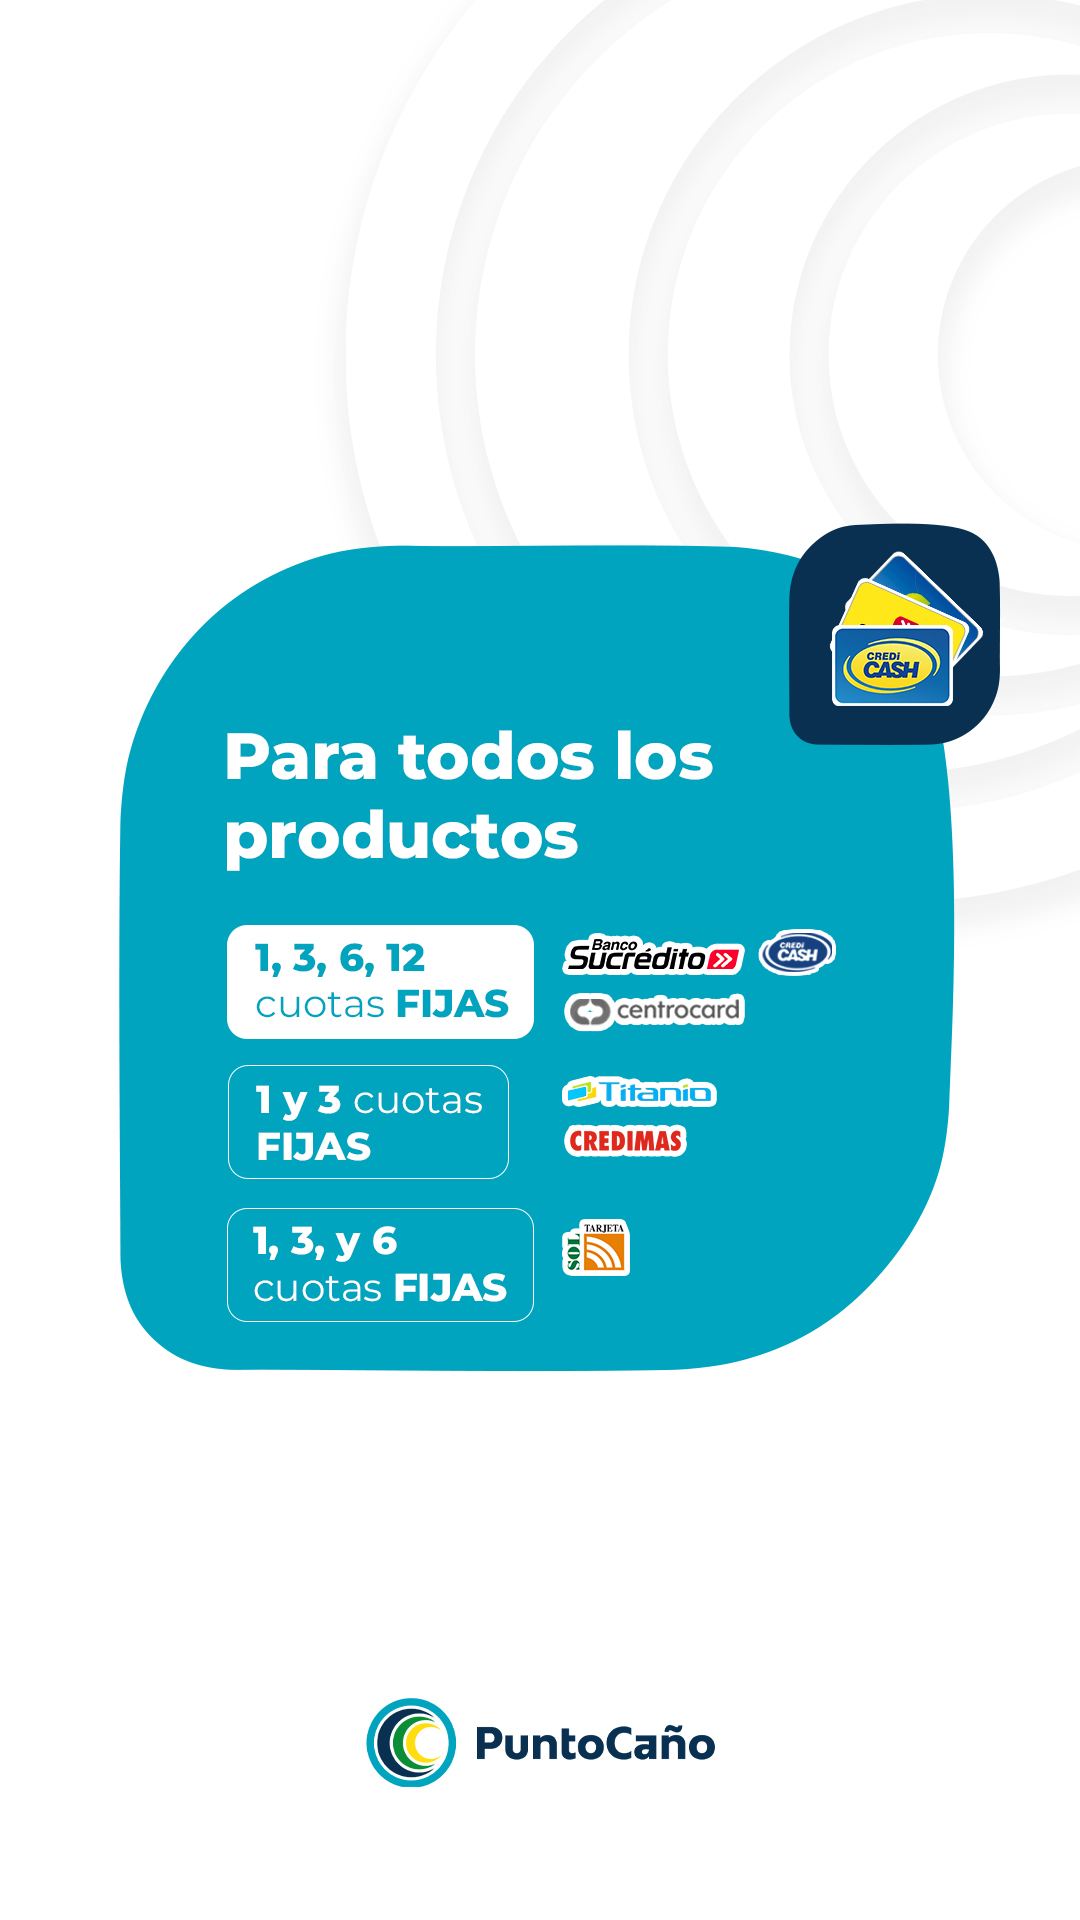 CREDi
CASH
Para todos los
productos
1, 3, 6, 12
cuotas FIJAS
Banco
Sucrédito
CREDi
CASH
centrocard
1 y 3 cuotas
FIJAS
Titanio
CREDIMAS
1, 3, y 6
cuotas FIJAS
TARJETA
SOL
PuntoCaño